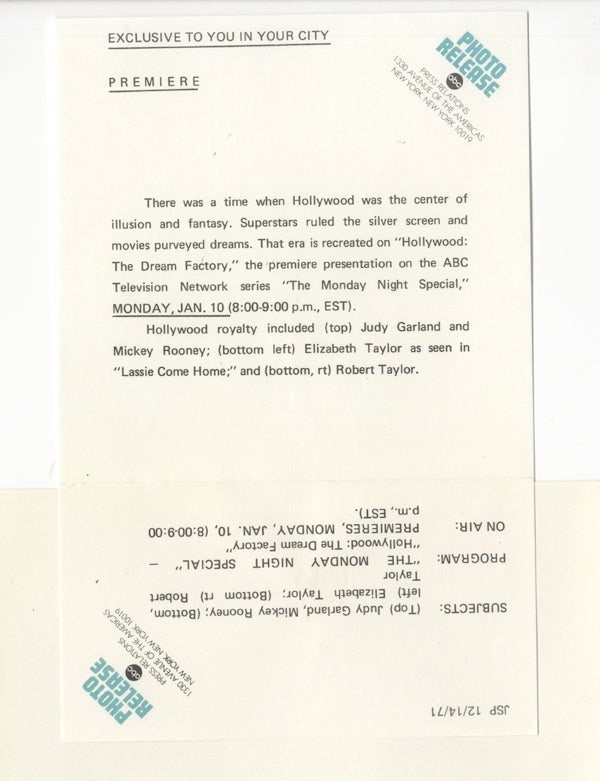 EXCLUSIVE TO YOU IN YOUR CITY
PREMIERE
PHOTO
RELEASE
abc
PRESS RELATIONS
1330 AVENUE OF THE AMERICAS
NEW YORK, NEW YORK 10019
There was a time when Hollywood was the center of
illusion and fantasy. Superstars ruled the silver screen and
movies purveyed dreams. That era is recreated on "Hollywood:
The Dream Factory," the premiere presentation on the ABC
Television Network series "The Monday Night Special,"
MONDAY, JAN. 10 (8:00-9:00 p.m., EST).
Hollywood royalty included (top) Judy Garland and
Mickey Rooney; (bottom left) Elizabeth Taylor as seen in
"Lassie Come Home;" and (bottom, rt) Robert Taylor.
JSP 12/14/71
PHOTO
RELEASE
abc
PRESS RELATIONS
1330 AVENUE OF THE AMERICAS
NEW YORK, NEW YORK 10019
SUBJECTS: (Top) Judy Garland, Mickey Rooney; (Bottom,
left) Elizabeth Taylor; (Bottom rt) Robert
Taylor
PROGRAM: "THE MONDAY NIGHT SPECIAL" –
"Hollywood: The Dream Factory"
ON AIR: PREMIERES, MONDAY, JAN. 10, (8:00-9:00
p.m., EST).